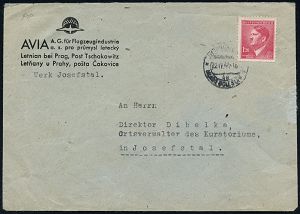 AVIA A. G. für Flugzeugindustrie
a. s. pro průmysl letecký
Letnian bei Prag, Post Tschakowitz
Letňany u Prahy, pošta Čakovice
Werk Josefstal.
An Herrn
Direktor Dibelka,
Ortsverwalter des Kuratoriums,
in Josefstal.